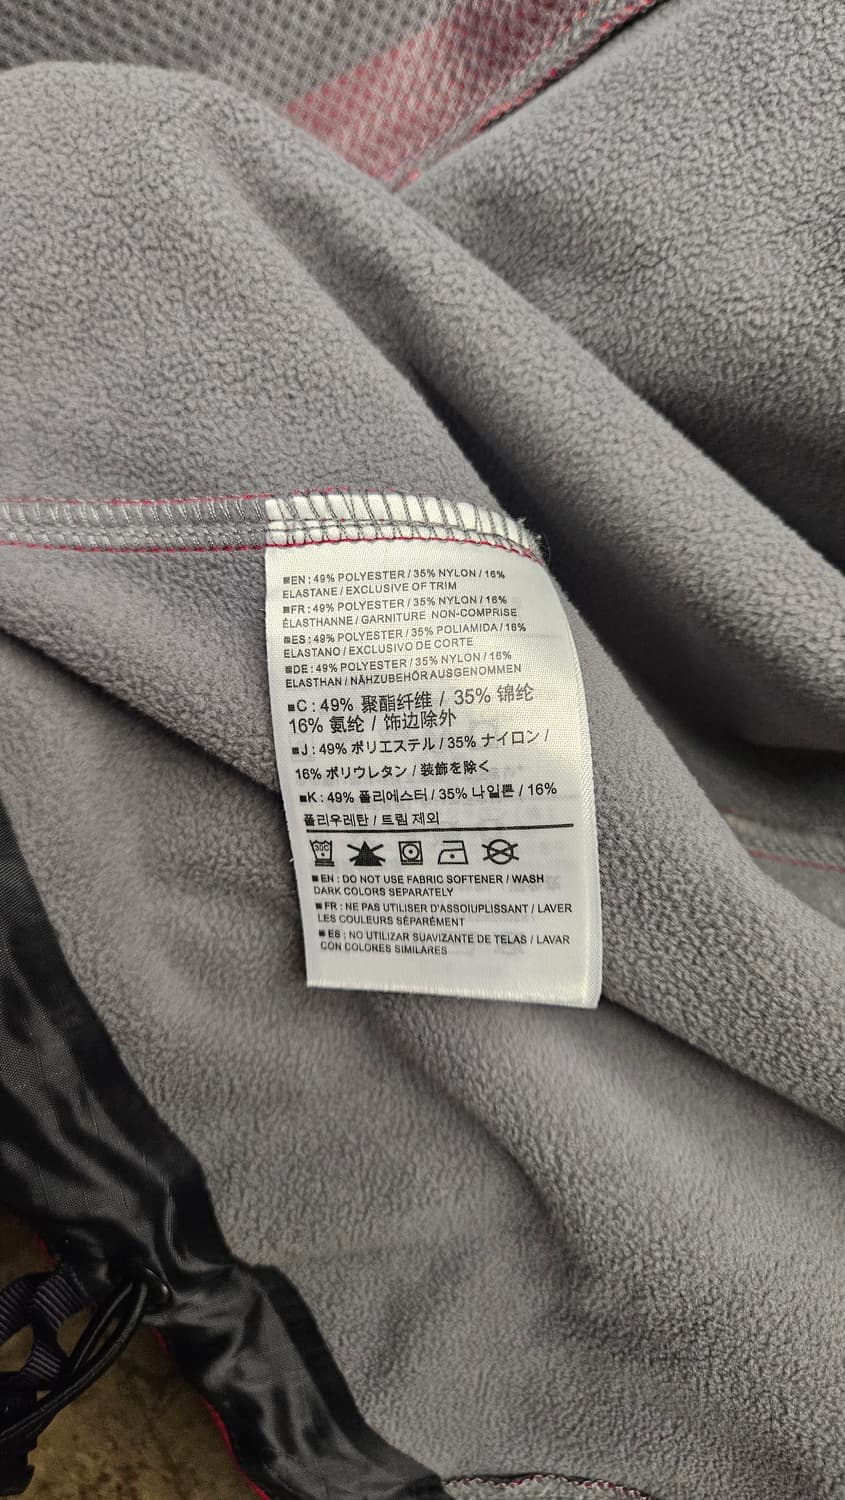 ■EN : 49% POLYESTER / 35% NYLON / 16%
ELASTANE / EXCLUSIVE OF TRIM
■FR : 49% POLYESTER / 35% NYLON / 16%
ÉLASTHANNE / GARNITURE NON-COMPRISE
■ES : 49% POLYESTER / 35% POLIAMIDA / 16%
ELASTANO / EXCLUSIVO DE CORTE
■DE : 49% POLYESTER / 35% NYLON / 16%
ELASTHAN / NÄHZUBEHÖR AUSGENOMMEN
■C : 49% 聚酯纤维 / 35% 锦纶
16% 氨纶 / 饰边除外
■J : 49% ポリエステル / 35% ナイロン /
16% ポリウレタン / 装飾を除く
■K : 49% 폴리에스터 / 35% 나일론 / 16%
폴리우레탄 / 트림 제외
30C
■ EN : DO NOT USE FABRIC SOFTENER / WASH
DARK COLORS SEPARATELY
■ FR : NE PAS UTILISER D'ASSOIUPLISSANT / LAVER
LES COULEURS SÉPARÉMENT
■ ES : NO UTILIZAR SUAVIZANTE DE TELAS / LAVAR
CON COLORES SIMILARES